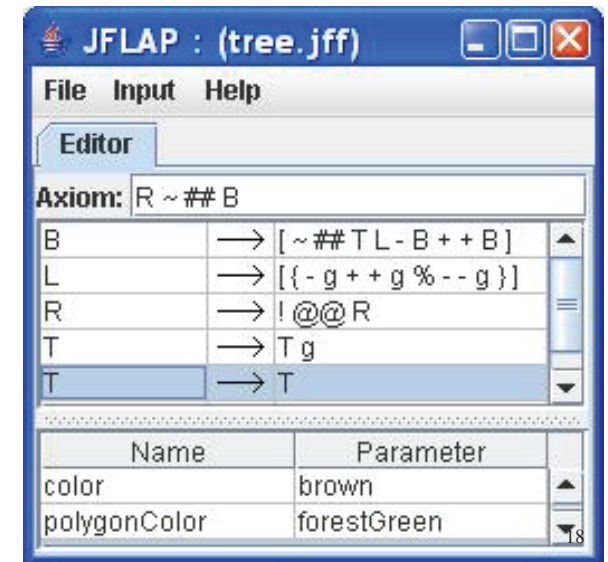 JFLAP : (tree.jff)
File Input Help
Editor
Axiom: R ~ ## B
B → [ ~ ## T L - B + + B ]
L → [ { - g + + g % - - g } ]
R → ! @@ R
T → T g
T → T
Name Parameter
color brown
polygonColor forestGreen
18